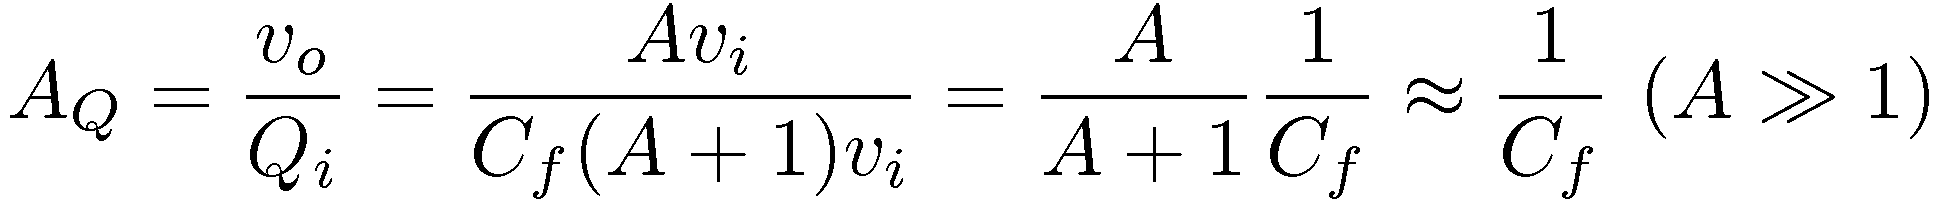 $A_Q = \frac{v_o}{Q_i} = \frac{Av_i}{C_f(A+1)v_i} = \frac{A}{A+1}\frac{1}{C_f} \approx \frac{1}{C_f} \ (A \gg 1)$